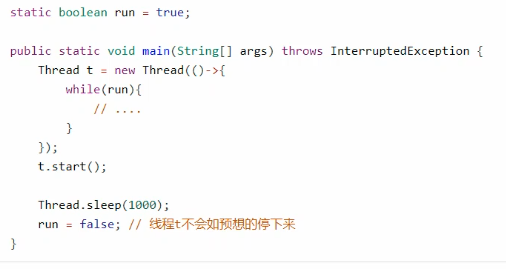 static boolean run = true;
public static void main(String[] args) throws InterruptedException {
    Thread t = new Thread(()->{
        while(run){
            // ....
        }
    });
    t.start();
    Thread.sleep(1000);
    run = false; // 线程t不会如预想的停下来
}